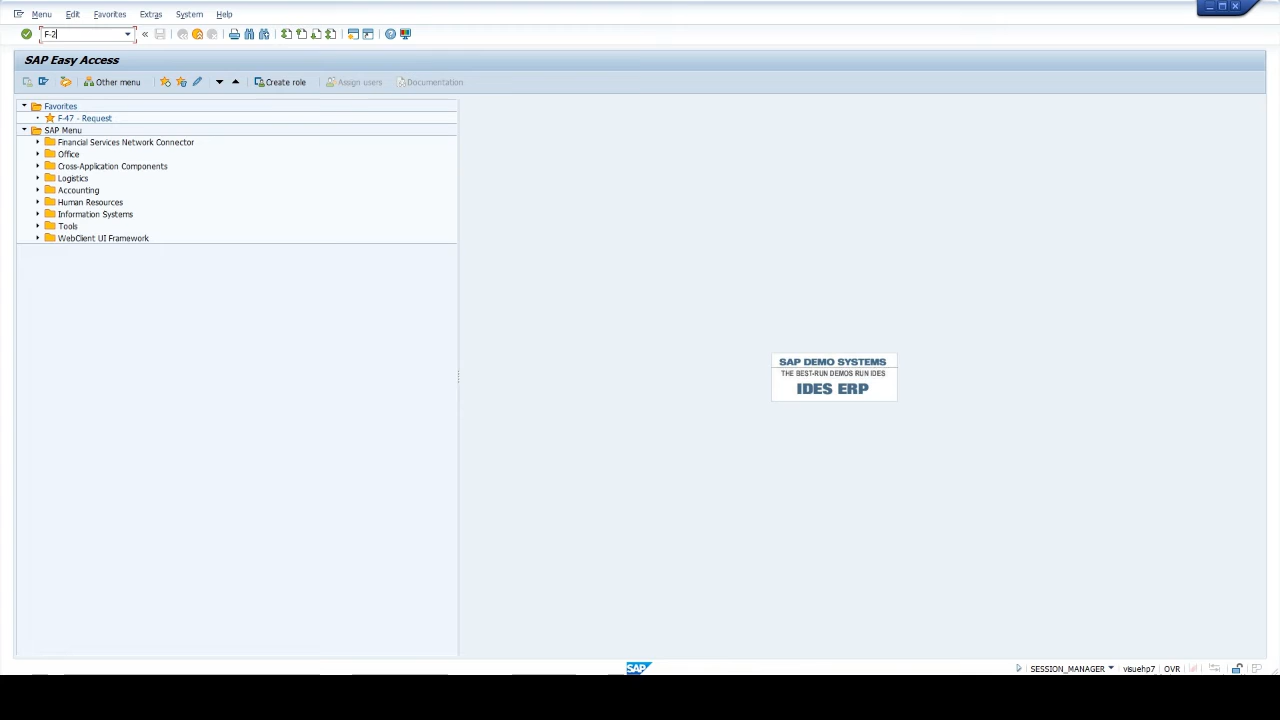 Menu Edit Favorites Extras System Help
F-2
SAP Easy Access
Other menu Create role Assign users Documentation
Favorites
F-47 - Request
SAP Menu
Financial Services Network Connector
Office
Cross-Application Components
Logistics
Accounting
Human Resources
Information Systems
Tools
WebClient UI Framework
SAP DEMO SYSTEMS
THE BEST-RUN DEMOS RUN IDES
IDES ERP
SAP SESSION_MANAGER visuehp7 OVR